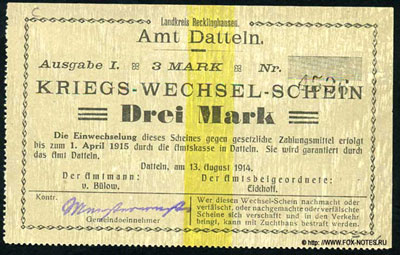 Landkreis Recklinghausen.
Amt Datteln.
Ausgabe I. 3 MARK Nr.
KRIEGS-WECHSEL-SCHEIN
Drei Mark
Die Einwechselung dieses Scheines gegen gesetzliche Zahlungsmittel erfolgt
bis zum 1. April 1915 durch die Amtskasse in Datteln. Sie wird garantiert durch
das Amt Datteln.
Datteln, am 13. August 1914.
Der Amtmann: Der Amtsbeigeordnete:
v. Bülow. Eickhoff.
Kontr.
Gemeindeeinnehmer
Wer diesen Wechsel-Schein nachmacht oder
verfälscht, oder nachgemachte oder verfälschte
Scheine sich verschafft und in den Verkehr
bringt, kann mit Zuchthaus bestraft werden.
http://WWW.FOX-NOTES.RU